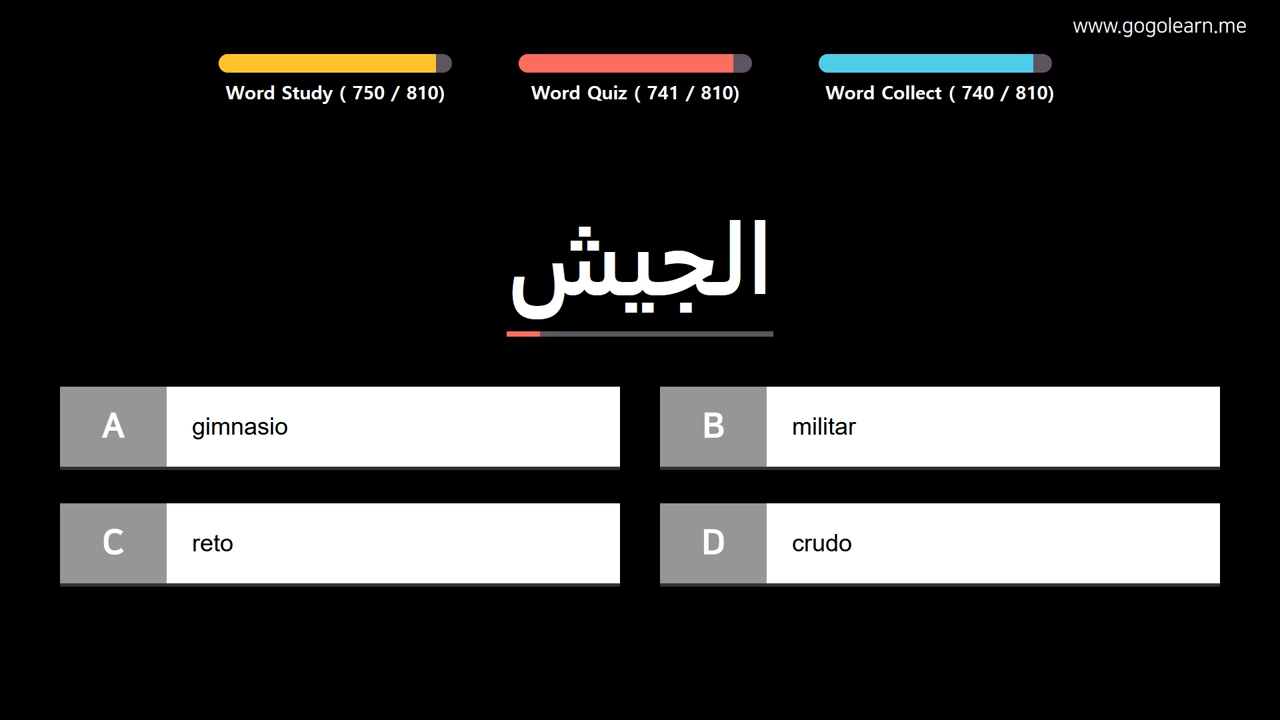 www.gogolearn.me
Word Study ( 750 / 810)
Word Quiz ( 741 / 810)
Word Collect ( 740 / 810)
الجيش
A gimnasio
B militar
C reto
D crudo